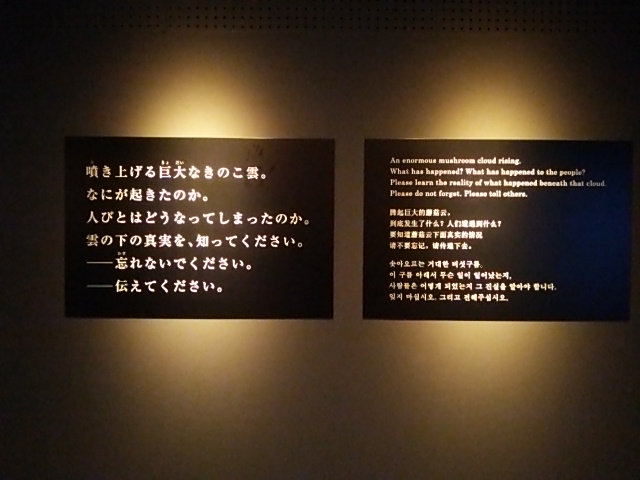 噴き上げる巨大なきのこ雲。
なにが起きたのか。
人びとはどうなってしまったのか。
雲の下の真実を、知ってください。
──忘れないでください。
──伝えてください。
An enormous mushroom cloud rising.
What has happened? What has happened to the people?
Please learn the reality of what happened beneath that cloud.
Please do not forget. Please tell others.
腾起巨大的蘑菇云。
到底发生了什么？人们遭遇到什么？
要知道蘑菇云下面真实的情况
请不要忘记。请传递下去。
솟아오르는 거대한 버섯구름.
이 구름 아래서 무슨 일이 일어났는지,
사람들은 어떻게 되었는지 그 진실을 알아야 합니다.
잊지 마십시오. 그리고 전해주십시오.